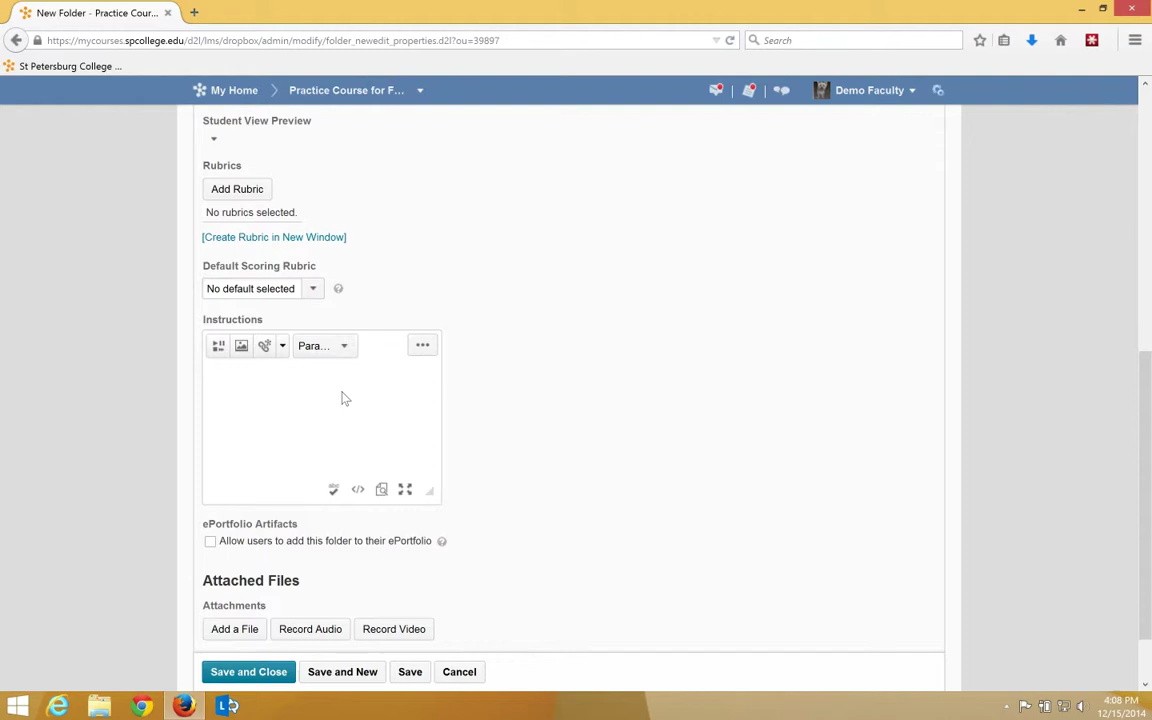 New Folder - Practice Cour...
https://mycourses.spcollege.edu/d2l/lms/dropbox/admin/modify/folder_newedit_properties.d2l?ou=39897
Search
St Petersburg College ...
My Home
Practice Course for F...
Demo Faculty
Student View Preview
Rubrics
Add Rubric
No rubrics selected.
[Create Rubric in New Window]
Default Scoring Rubric
No default selected
Instructions
Para...
ePortfolio Artifacts
Allow users to add this folder to their ePortfolio
Attached Files
Attachments
Add a File Record Audio Record Video
Save and Close Save and New Save Cancel
4:08 PM
12/15/2014